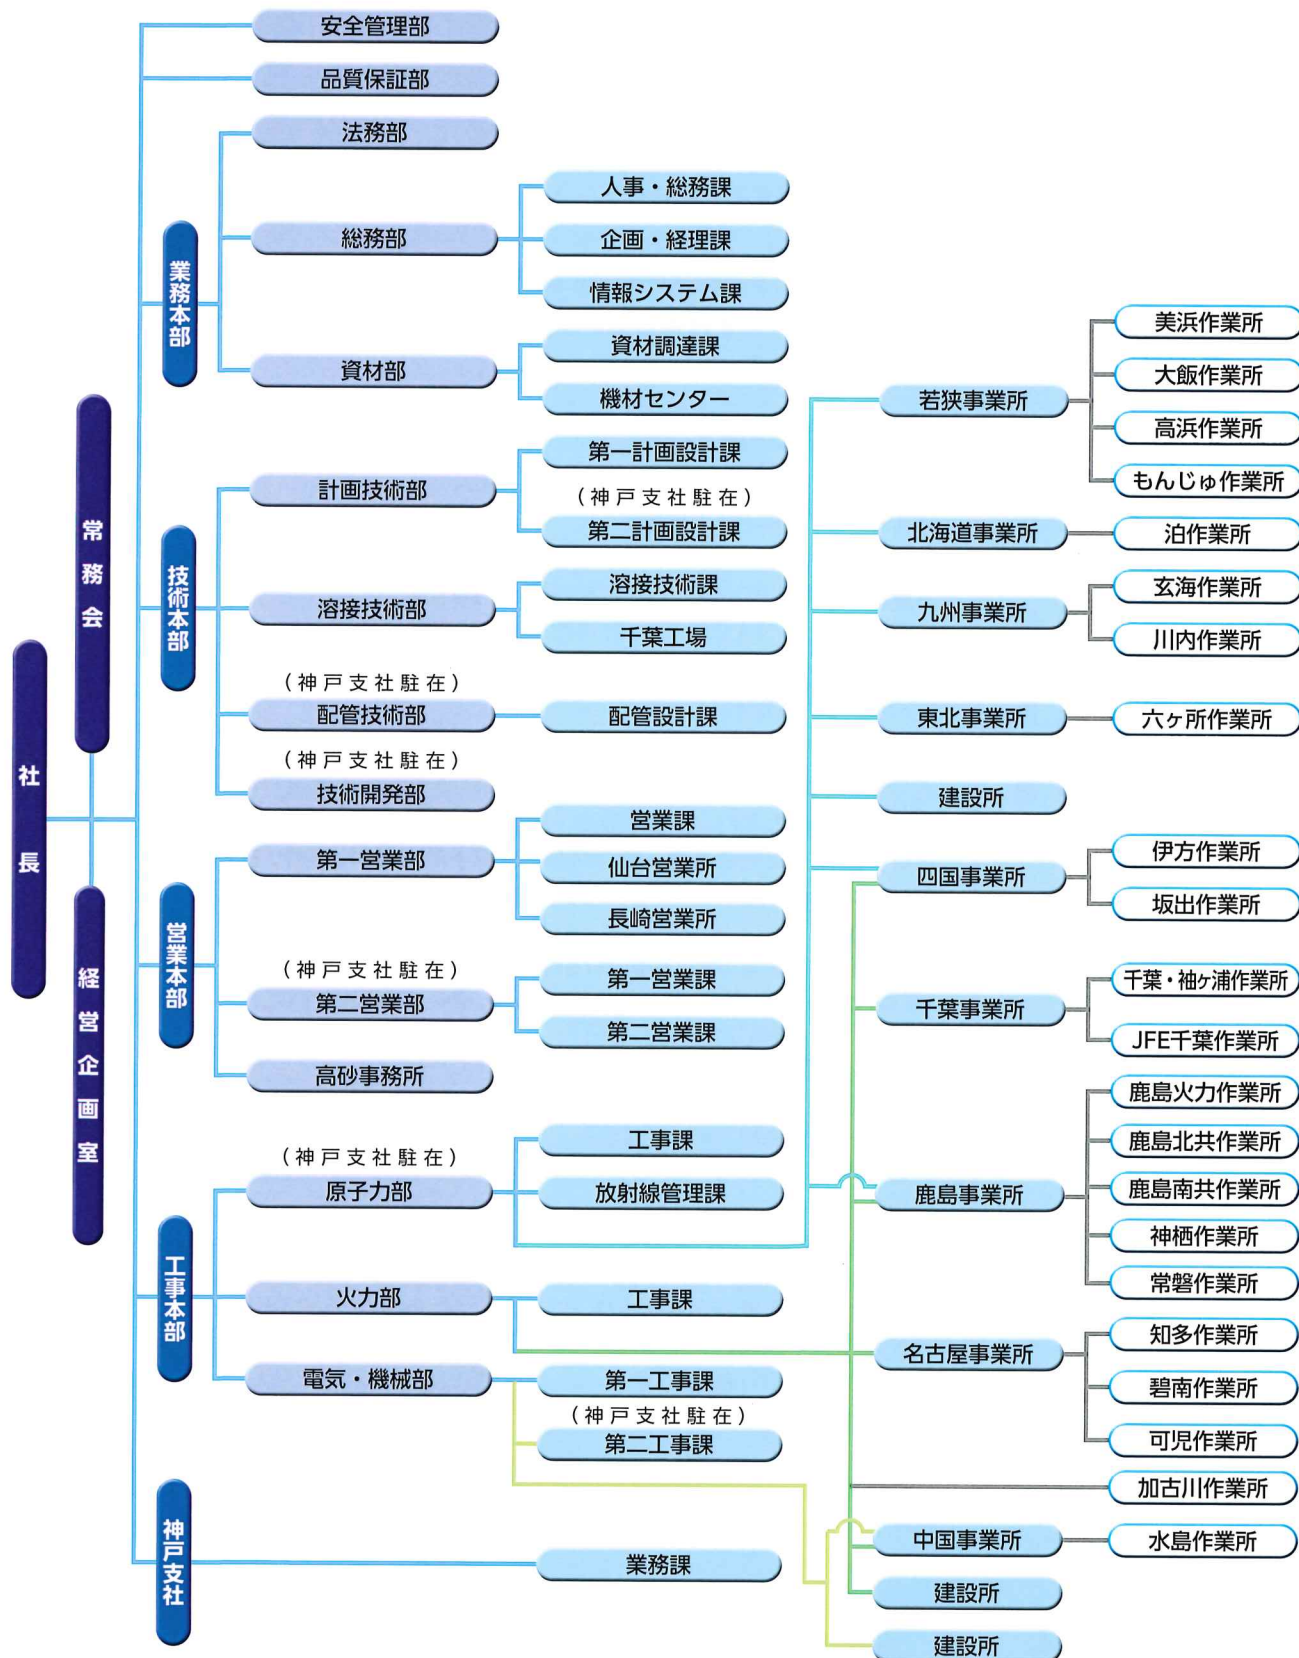 社長
常務会
経営企画室
安全管理部
品質保証部
業務本部
法務部
総務部
人事・総務課
企画・経理課
情報システム課
資材部
資材調達課
機材センター
技術本部
計画技術部
第一計画設計課
(神戸支社駐在)
第二計画設計課
溶接技術部
溶接技術課
千葉工場
(神戸支社駐在)
配管技術部
配管設計課
(神戸支社駐在)
技術開発部
営業本部
第一営業部
営業課
仙台営業所
長崎営業所
(神戸支社駐在)
第二営業部
第一営業課
第二営業課
高砂事務所
工事本部
(神戸支社駐在)
原子力部
工事課
放射線管理課
火力部
工事課
電気・機械部
第一工事課
(神戸支社駐在)
第二工事課
神戸支社
業務課
若狭事業所
美浜作業所
大飯作業所
高浜作業所
もんじゅ作業所
北海道事業所
泊作業所
九州事業所
玄海作業所
川内作業所
東北事業所
六ヶ所作業所
建設所
四国事業所
伊方作業所
坂出作業所
千葉事業所
千葉・袖ヶ浦作業所
JFE千葉作業所
鹿島事業所
鹿島火力作業所
鹿島北共作業所
鹿島南共作業所
神栖作業所
常磐作業所
名古屋事業所
知多作業所
碧南作業所
可児作業所
加古川作業所
中国事業所
水島作業所
建設所
建設所